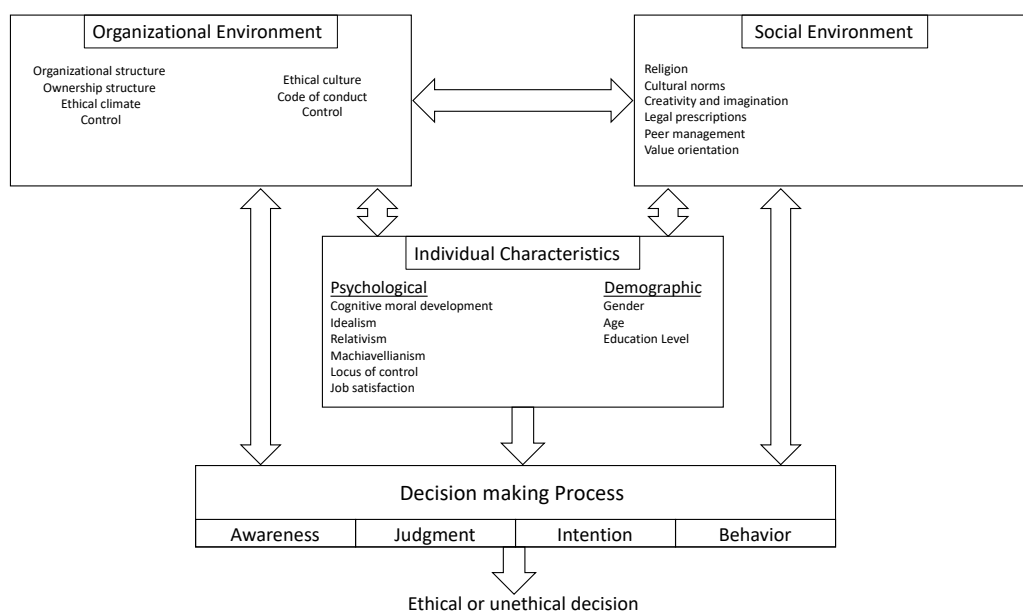 Organizational Environment
Organizational structure
Ownership structure
Ethical climate
Control
Ethical culture
Code of conduct
Control
Social Environment
Religion
Cultural norms
Creativity and imagination
Legal prescriptions
Peer management
Value orientation
Individual Characteristics
Psychological
Cognitive moral development
Idealism
Relativism
Machiavellianism
Locus of control
Job satisfaction
Demographic
Gender
Age
Education Level
Decision making Process
Awareness
Judgment
Intention
Behavior
Ethical or unethical decision